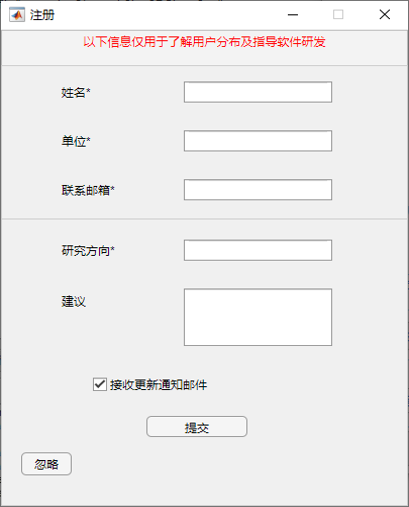 注册
以下信息仅用于了解用户分布及指导软件研发
姓名*
单位*
联系邮箱*
研究方向*
建议
接收更新通知邮件
提交
忽略